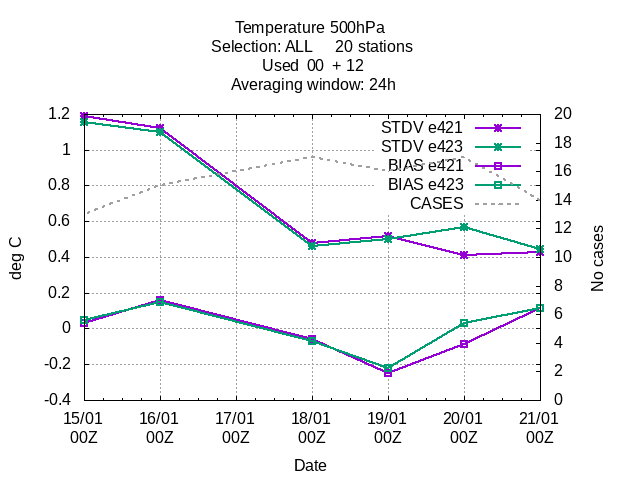 Temperature 500hPa
Selection: ALL     20 stations
Used  00  + 12
Averaging window: 24h
1.2
1
0.8
0.6
0.4
0.2
0
-0.2
-0.4
deg C
20
18
16
14
12
10
8
6
4
2
0
No cases
STDV e421
STDV e423
BIAS e421
BIAS e423
CASES
15/01 16/01 17/01 18/01 19/01 20/01 21/01
00Z 00Z 00Z 00Z 00Z 00Z 00Z
Date